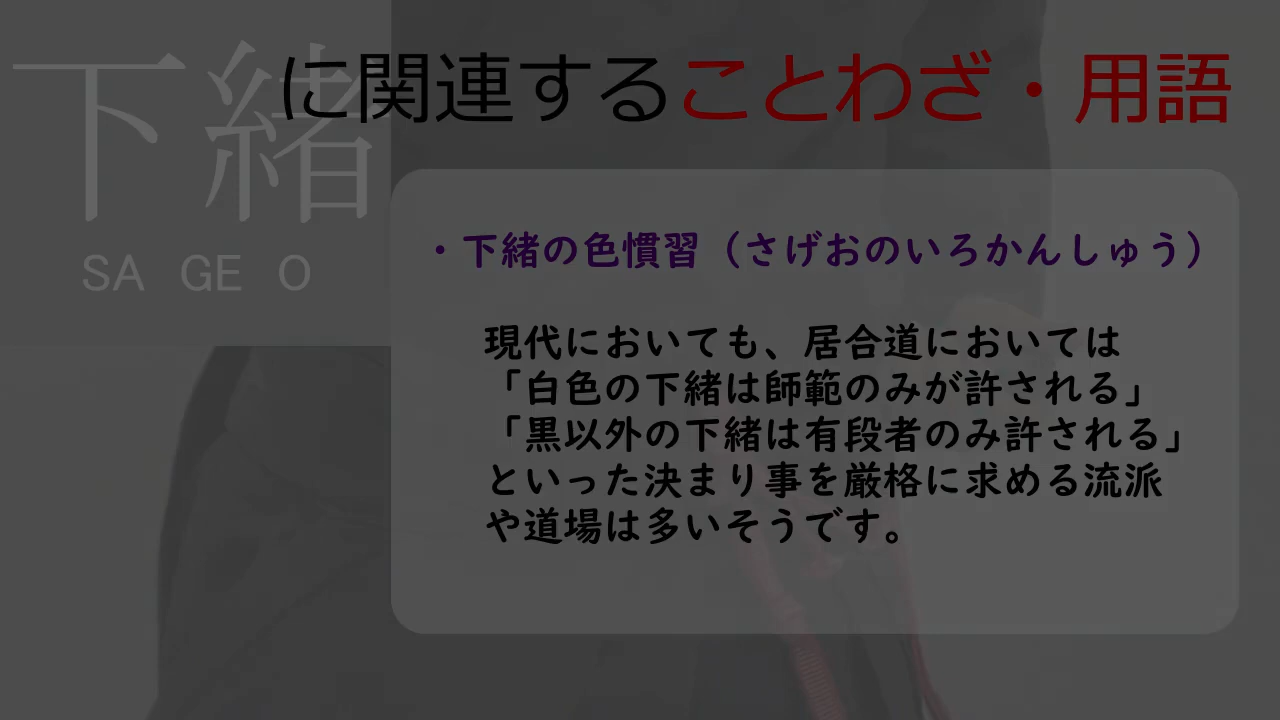 下緒
SA GE O
に関連することわざ・用語
・下緒の色慣習（さげおのいろかんしゅう）
現代においても、居合道においては
「白色の下緒は師範のみが許される」
「黒以外の下緒は有段者のみ許される」
といった決まり事を厳格に求める流派
や道場は多いそうです。